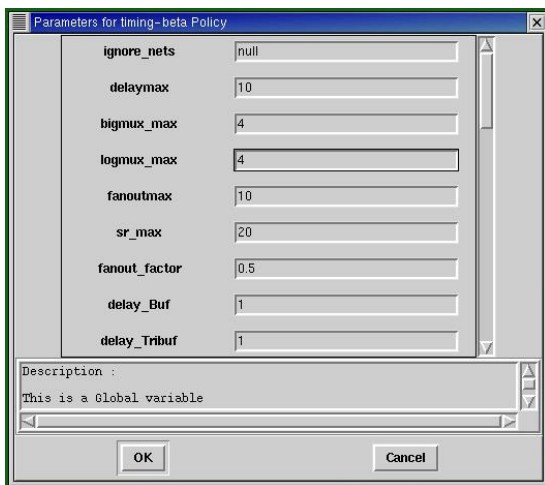 Parameters for timing-beta Policy
ignore_nets null
delaymax 10
bigmux_max 4
logmux_max 4
fanoutmax 10
sr_max 20
fanout_factor 0.5
delay_Buf 1
delay_Tribuf 1
Description :
This is a Global variable
OK Cancel